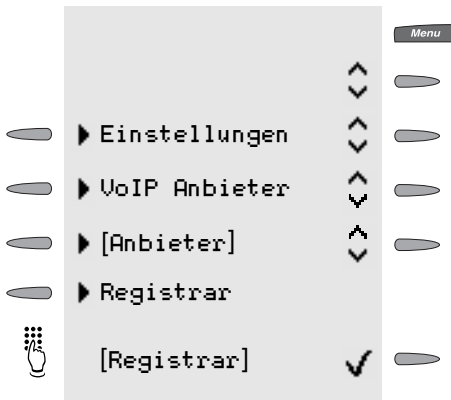 Menu
Einstellungen
VoIP Anbieter
[Anbieter]
Registrar
[Registrar]